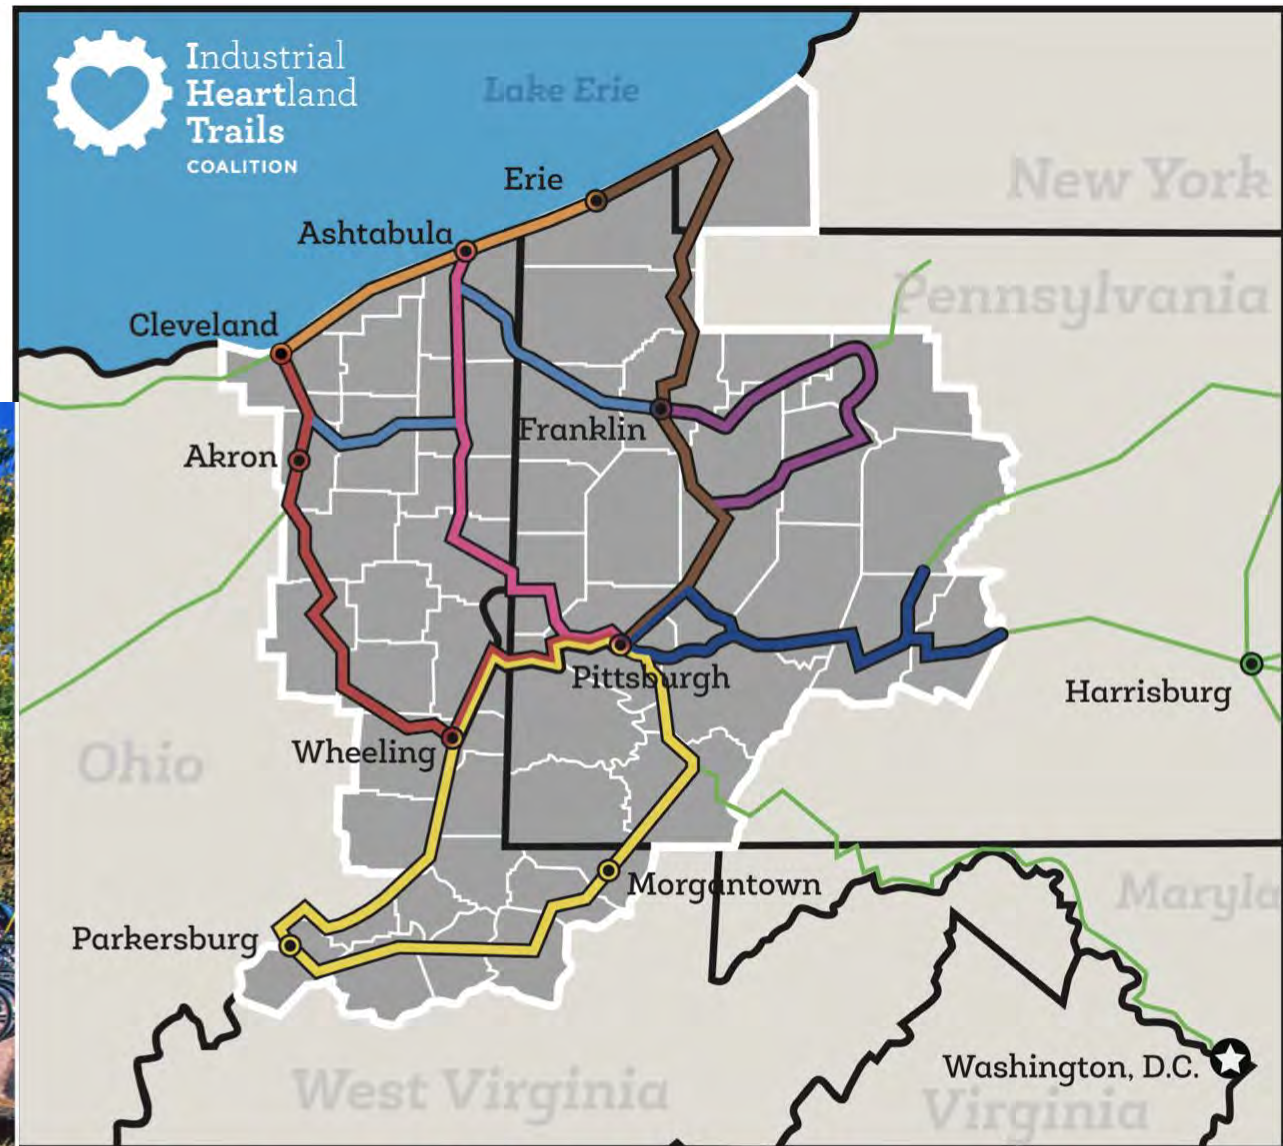 Industrial
Heartland
Trails
COALITION
Lake Erie
New York
Erie
Ashtabula
Pennsylvania
Cleveland
Franklin
Akron
Pittsburgh
Harrisburg
Wheeling
Ohio
Morgantown
Maryla
Parkersburg
Washington, D.C.
West Virginia
Virginia